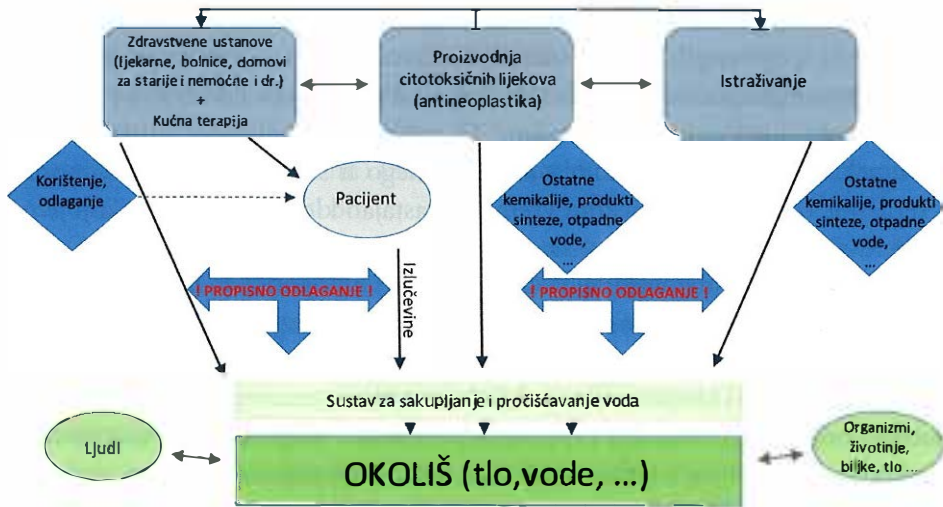 Zdravstvene ustanove
(ljekarne, bolnice, domovi
za starije i nemoćne i dr.)
+
Kućna terapija
Proizvodnja
citotoksičnih lijekova
(antineoplastika)
Istraživanje
Korištenje,
odlaganje
Pacijent
Ostatne
kemikalije, produkti
sinteze, otpadne
vode,
...
Ostatne
kemikalije, produkti
sinteze, otpadne
vode,
...
! PROPISNO ODLAGANJE !
Izlučevine
! PROPISNO ODLAGANJE !
Sustav za sakupljanje i pročišćavanje voda
Ljudi
OKOLIŠ (tlo,vode, ...)
Organizmi,
životinje,
biljke, tlo ...